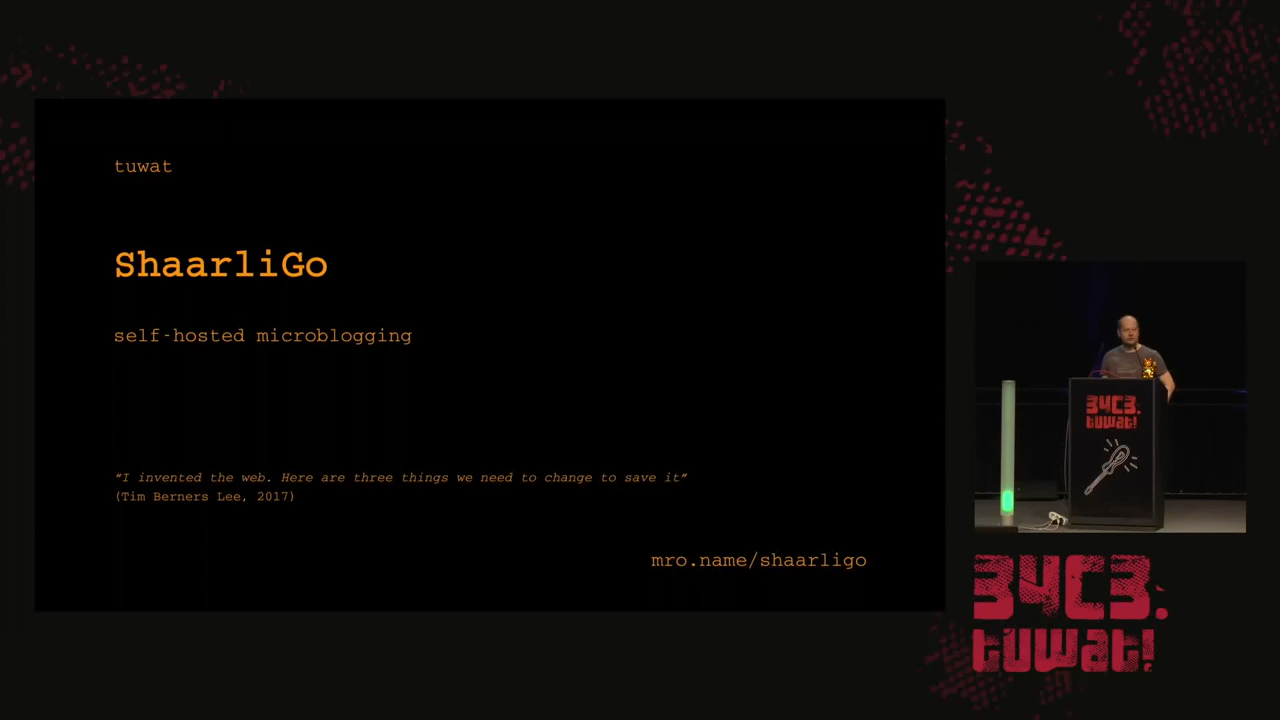 tuwat
ShaarliGo
self-hosted microblogging
“I invented the web. Here are three things we need to change to save it”
(Tim Berners Lee, 2017)
mro.name/shaarligo
34C3.
tuwat!
34C3.
tuwat!